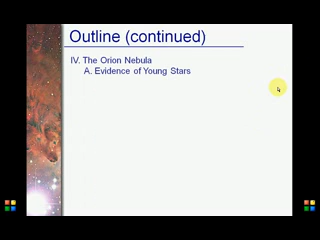 Outline (continued)
IV. The Orion Nebula
A. Evidence of Young Stars